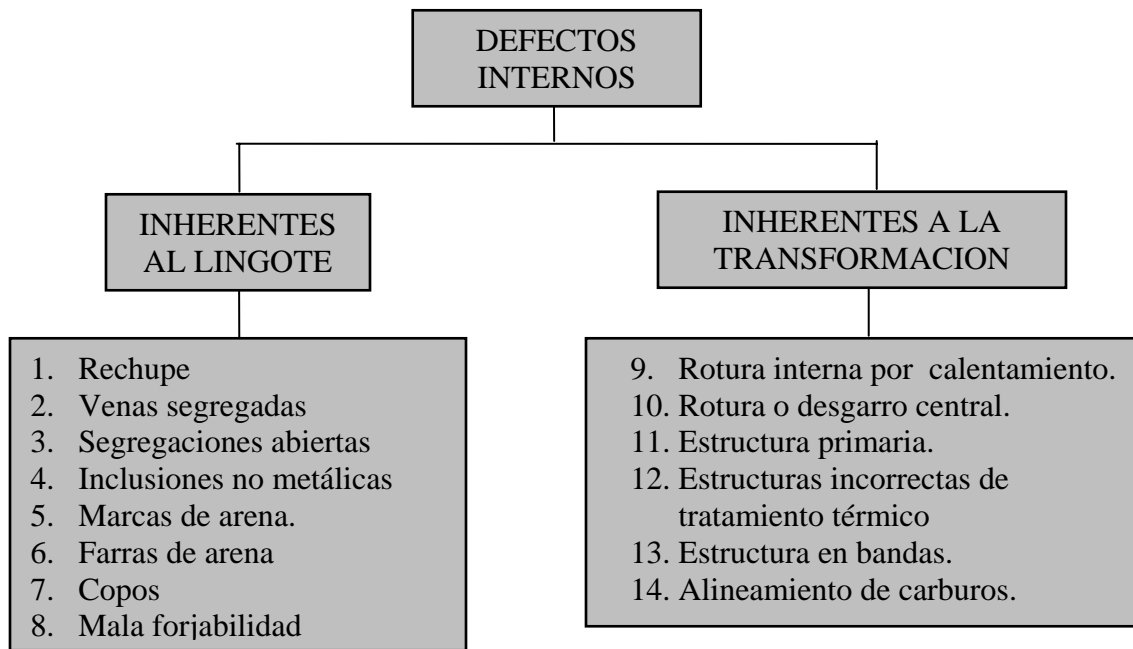 DEFECTOS
INTERNOS
INHERENTES
AL LINGOTE
INHERENTES A LA
TRANSFORMACION
1. Rechupe
2. Venas segregadas
3. Segregaciones abiertas
4. Inclusiones no metálicas
5. Marcas de arena.
6. Farras de arena
7. Copos
8. Mala forjabilidad
9. Rotura interna por calentamiento.
10. Rotura o desgarro central.
11. Estructura primaria.
12. Estructuras incorrectas de
tratamiento térmico
13. Estructura en bandas.
14. Alineamiento de carburos.